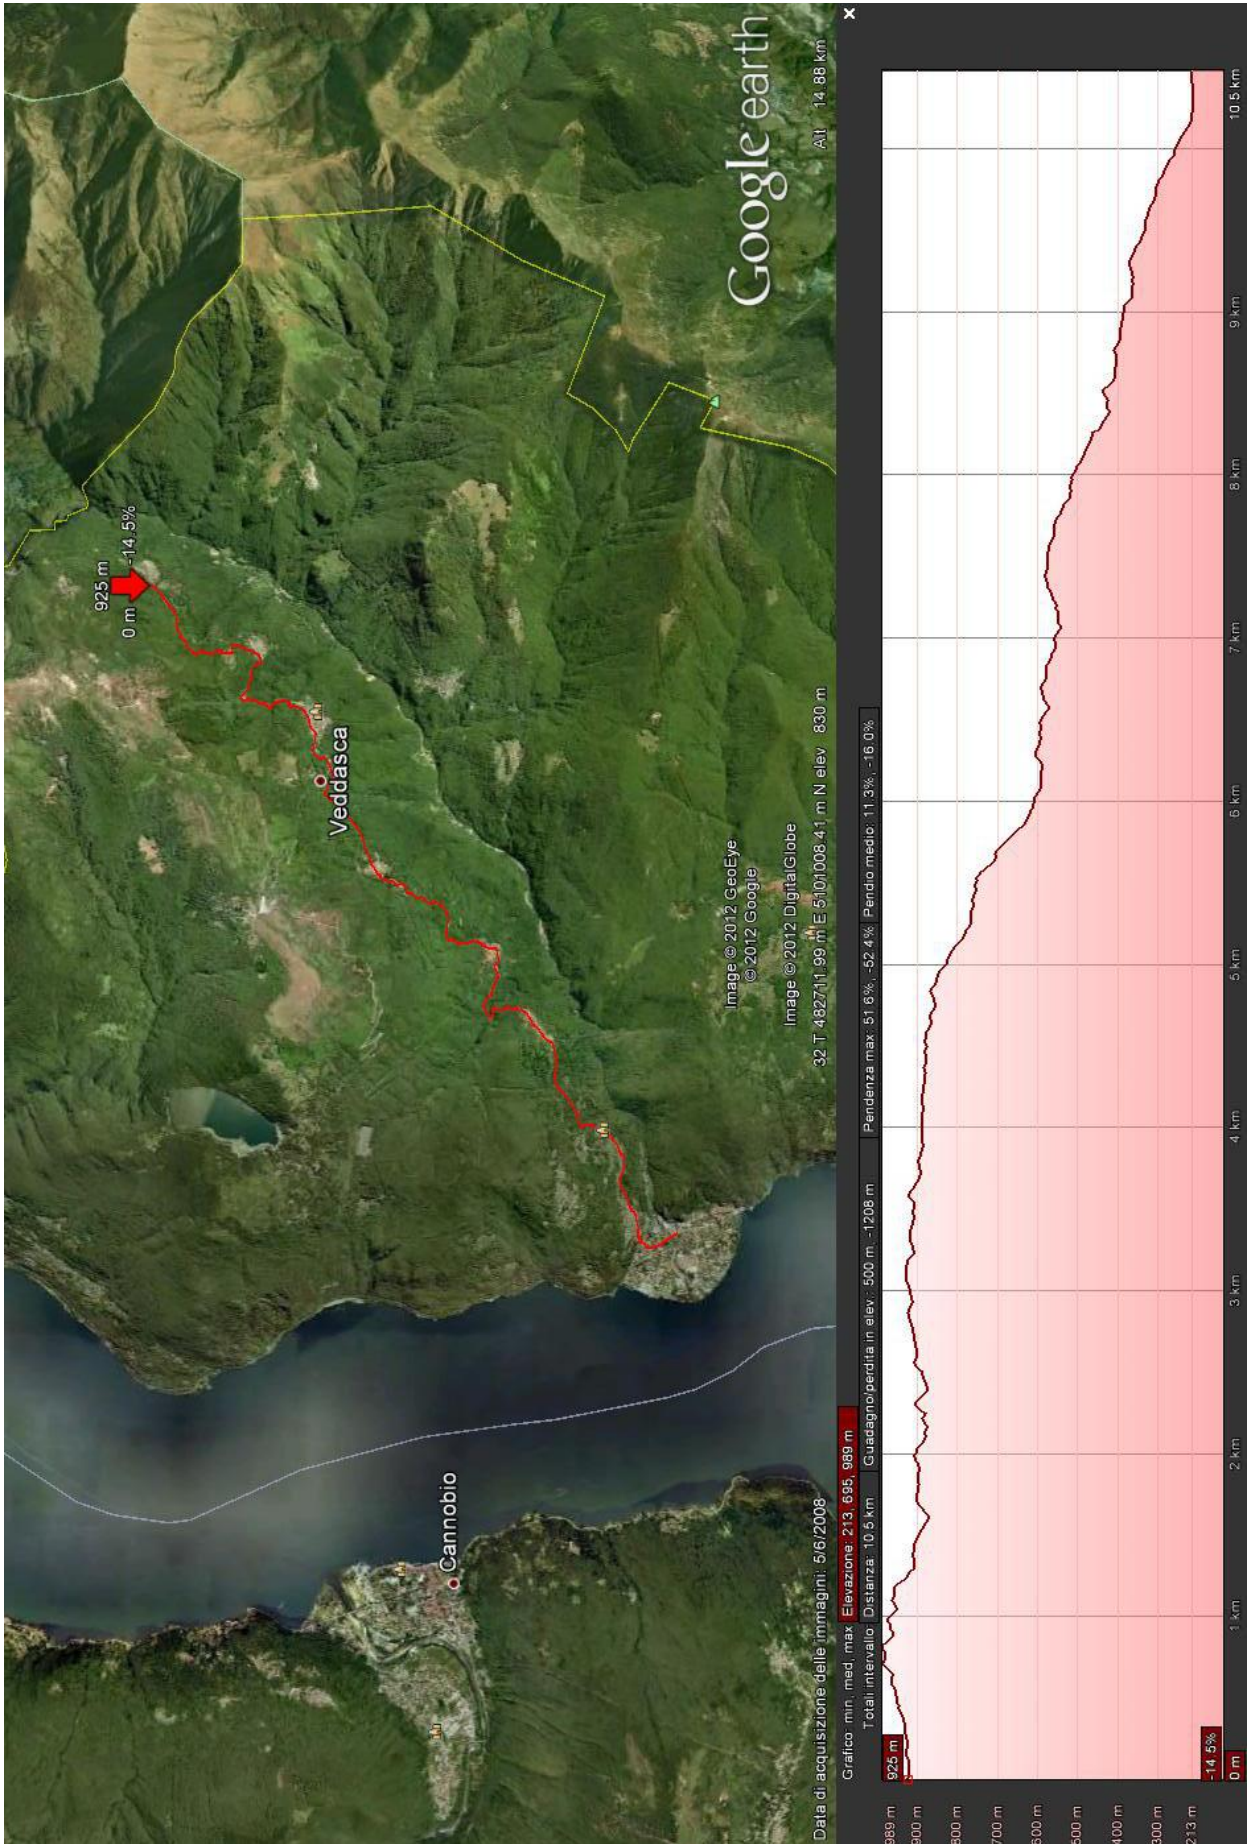 925 m
0 m -14.5%
Veddasca
Cannobio
Image © 2012 GeoEye
© 2012 Google
Image © 2012 DigitalGlobe
Data di acquisizione delle immagini: 5/6/2008
32 T 482711.99 m E 5101008.41 m N elev 830 m
Google earth
Alt 14.88 km
Grafico: min, med, max Elevazione: 213, 695, 989 m
Totali intervallo: Distanza: 10.5 km Guadagno/perdita in elev.: 500 m, -1208 m Pendenza max: 51.6%, -52.4% Pendio medio: 11.3%, -16.0%
925 m
989 m
900 m
800 m
700 m
600 m
500 m
400 m
300 m
213 m
-14.5%
0 m 1 km 2 km 3 km 4 km 5 km 6 km 7 km 8 km 9 km 10.5 km